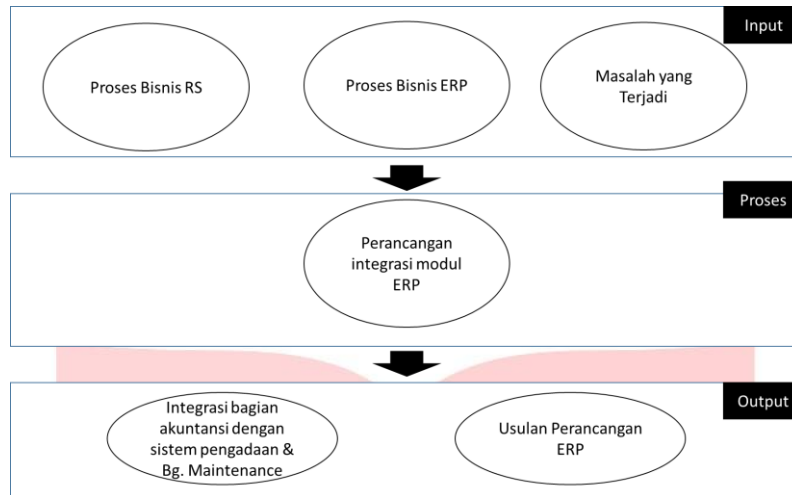 Input
Proses Bisnis RS
Proses Bisnis ERP
Masalah yang
Terjadi
Proses
Perancangan
integrasi modul
ERP
Output
Integrasi bagian
akuntansi dengan
sistem pengadaan &
Bg. Maintenance
Usulan Perancangan
ERP